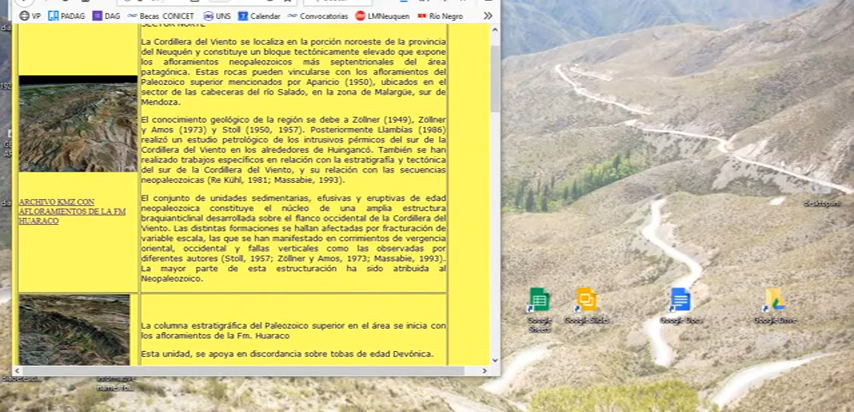 VP PADAG DAG Becas CONICET UNS Calendar Convocatorias LMNeuquen Río Negro
SECTOR NORTE
La Cordillera del Viento se localiza en la porción noroeste de la provincia
del Neuquén y constituye un bloque tectónicamente elevado que expone
los afloramientos neopaleozoicos más septentrionales del área
patagónica. Estas rocas pueden vincularse con los afloramientos del
Paleozoico superior mencionados por Aparicio (1950), ubicados en el
sector de las cabeceras del río Salado, en la zona de Malargüe, sur de
Mendoza.
El conocimiento geológico de la región se debe a Zöllner (1949), Zöllner
y Amos (1973) y Stoll (1950, 1957). Posteriormente Llambías (1986)
realizó un estudio petrológico de los intrusivos pérmicos del sur de la
Cordillera del Viento en los alrededores de Huingancó. También se han
realizado trabajos específicos en relación con la estratigrafía y tectónica
del sur de la Cordillera del Viento, y su relación con las secuencias
neopaleozoicas (Re Kühl, 1981; Massabie, 1993).
ARCHIVO KMZ CON
AFLORAMIENTOS DE LA FM
HUARACO
El conjunto de unidades sedimentarias, efusivas y eruptivas de edad
neopaleozoica constituye el núcleo de una amplia estructura
braquianticlinal desarrollada sobre el flanco occidental de la Cordillera del
Viento. Las distintas formaciones se hallan afectadas por fracturación de
variable escala, las que se han manifestado en corrimientos de vergencia
oriental, occidental y fallas verticales como las observadas por
diferentes autores (Stoll, 1957; Zöllner y Amos, 1973; Massabie, 1993).
La mayor parte de esta estructuración ha sido atribuida al
Neopaleozoico.
La columna estratigráfica del Paleozoico superior en el área se inicia con
los afloramientos de la Fm. Huaraco
Esta unidad, se apoya en discordancia sobre tobas de edad Devónica.
desktop.ini
Google Sheets
Google Slides
Google Docs
Google Drive